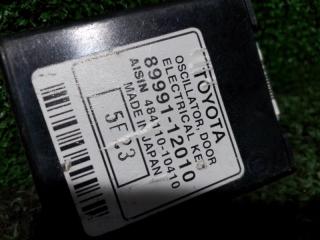 TOYOTA
OSCILLATOR, DOOR
ELECTRICAL KEY
89991-12010
AISIN 484110-10410
MADE IN JAPAN
5F23